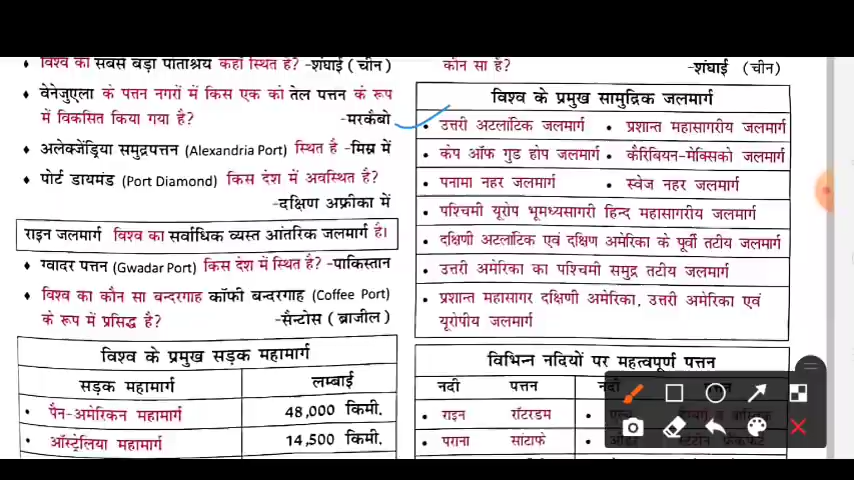 विश्व का सबसे बड़ा पोताश्रय कहाँ स्थित है? -शंघाई (चीन)
♦ वेनेजुएला के पत्तन नगरों में किस एक को तेल पत्तन के रूप
में विकसित किया गया है? -मरकैबो
♦ अलेक्जेंड्रिया समुद्रपत्तन (Alexandria Port) स्थित है -मिस्र में
♦ पोर्ट डायमंड (Port Diamond) किस देश में अवस्थित है?
-दक्षिण अफ्रीका में
राइन जलमार्ग विश्व का सर्वाधिक व्यस्त आंतरिक जलमार्ग है।
♦ ग्वादर पत्तन (Gwadar Port) किस देश में स्थित है? -पाकिस्तान
♦ विश्व का कौन सा बन्दरगाह कॉफी बन्दरगाह (Coffee Port)
के रूप में प्रसिद्ध है? -सैन्टोस (ब्राजील)
विश्व के प्रमुख सड़क महामार्ग
सड़क महामार्ग लम्बाई
• पैन-अमेरिकन महामार्ग 48,000 किमी.
• ऑस्ट्रेलिया महामार्ग 14,500 किमी.
कौन सा है? -शंघाई (चीन)
विश्व के प्रमुख सामुद्रिक जलमार्ग
• उत्तरी अटलांटिक जलमार्ग • प्रशान्त महासागरीय जलमार्ग
• केप ऑफ गुड होप जलमार्ग • कैरिबियन-मेक्सिको जलमार्ग
• पनामा नहर जलमार्ग • स्वेज नहर जलमार्ग
• पश्चिमी यूरोप भूमध्यसागरी हिन्द महासागरीय जलमार्ग
• दक्षिणी अटलांटिक एवं दक्षिण अमेरिका के पूर्वी तटीय जलमार्ग
• उत्तरी अमेरिका का पश्चिमी समुद्र तटीय जलमार्ग
• प्रशान्त महासागर दक्षिणी अमेरिका, उत्तरी अमेरिका एवं
यूरोपीय जलमार्ग
विभिन्न नदियों पर महत्वपूर्ण पत्तन
नदी पत्तन नदी पत्तन
• राइन रॉटरडम •
• पराना सांटाफे •